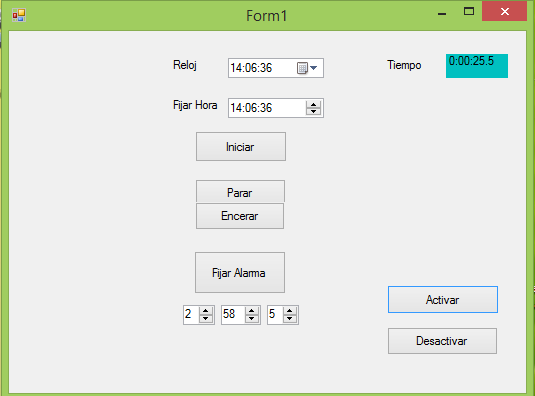 Form1
Reloj 14:06:36 Tiempo 0:00:25.5
Fijar Hora 14:06:36
Iniciar
Parar
Encerar
Fijar Alarma
2 58 5
Activar
Desactivar